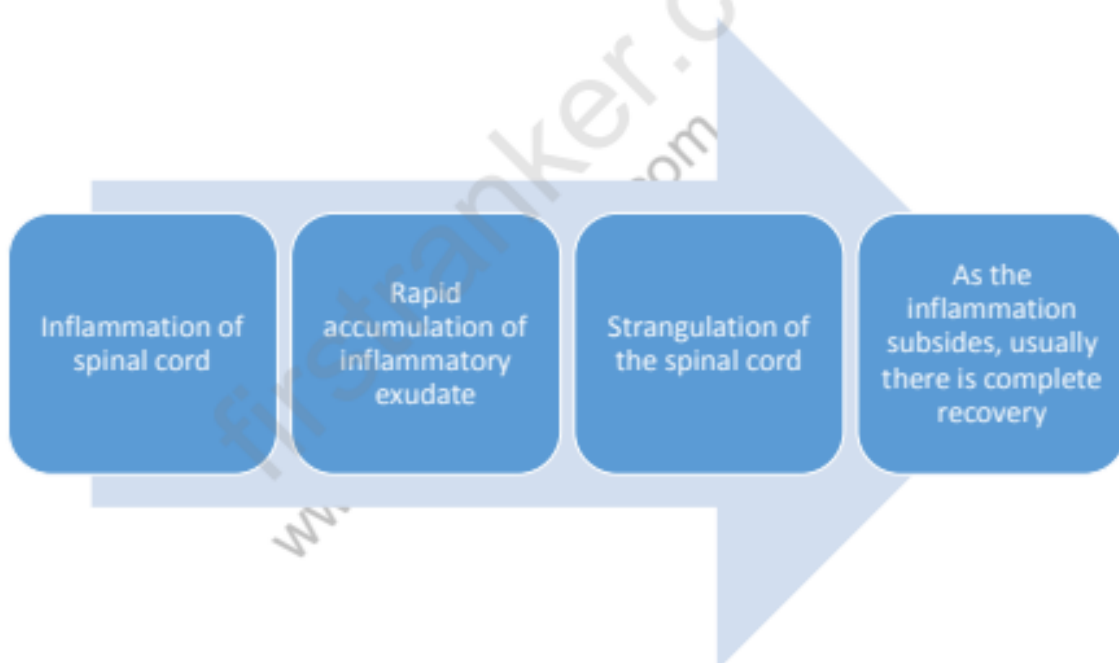 Inflammation of
spinal cord
Rapid
accumulation of
inflammatory
exudate
Strangulation of
the spinal cord
As the
inflammation
subsides, usually
there is complete
recovery
firstranker.c